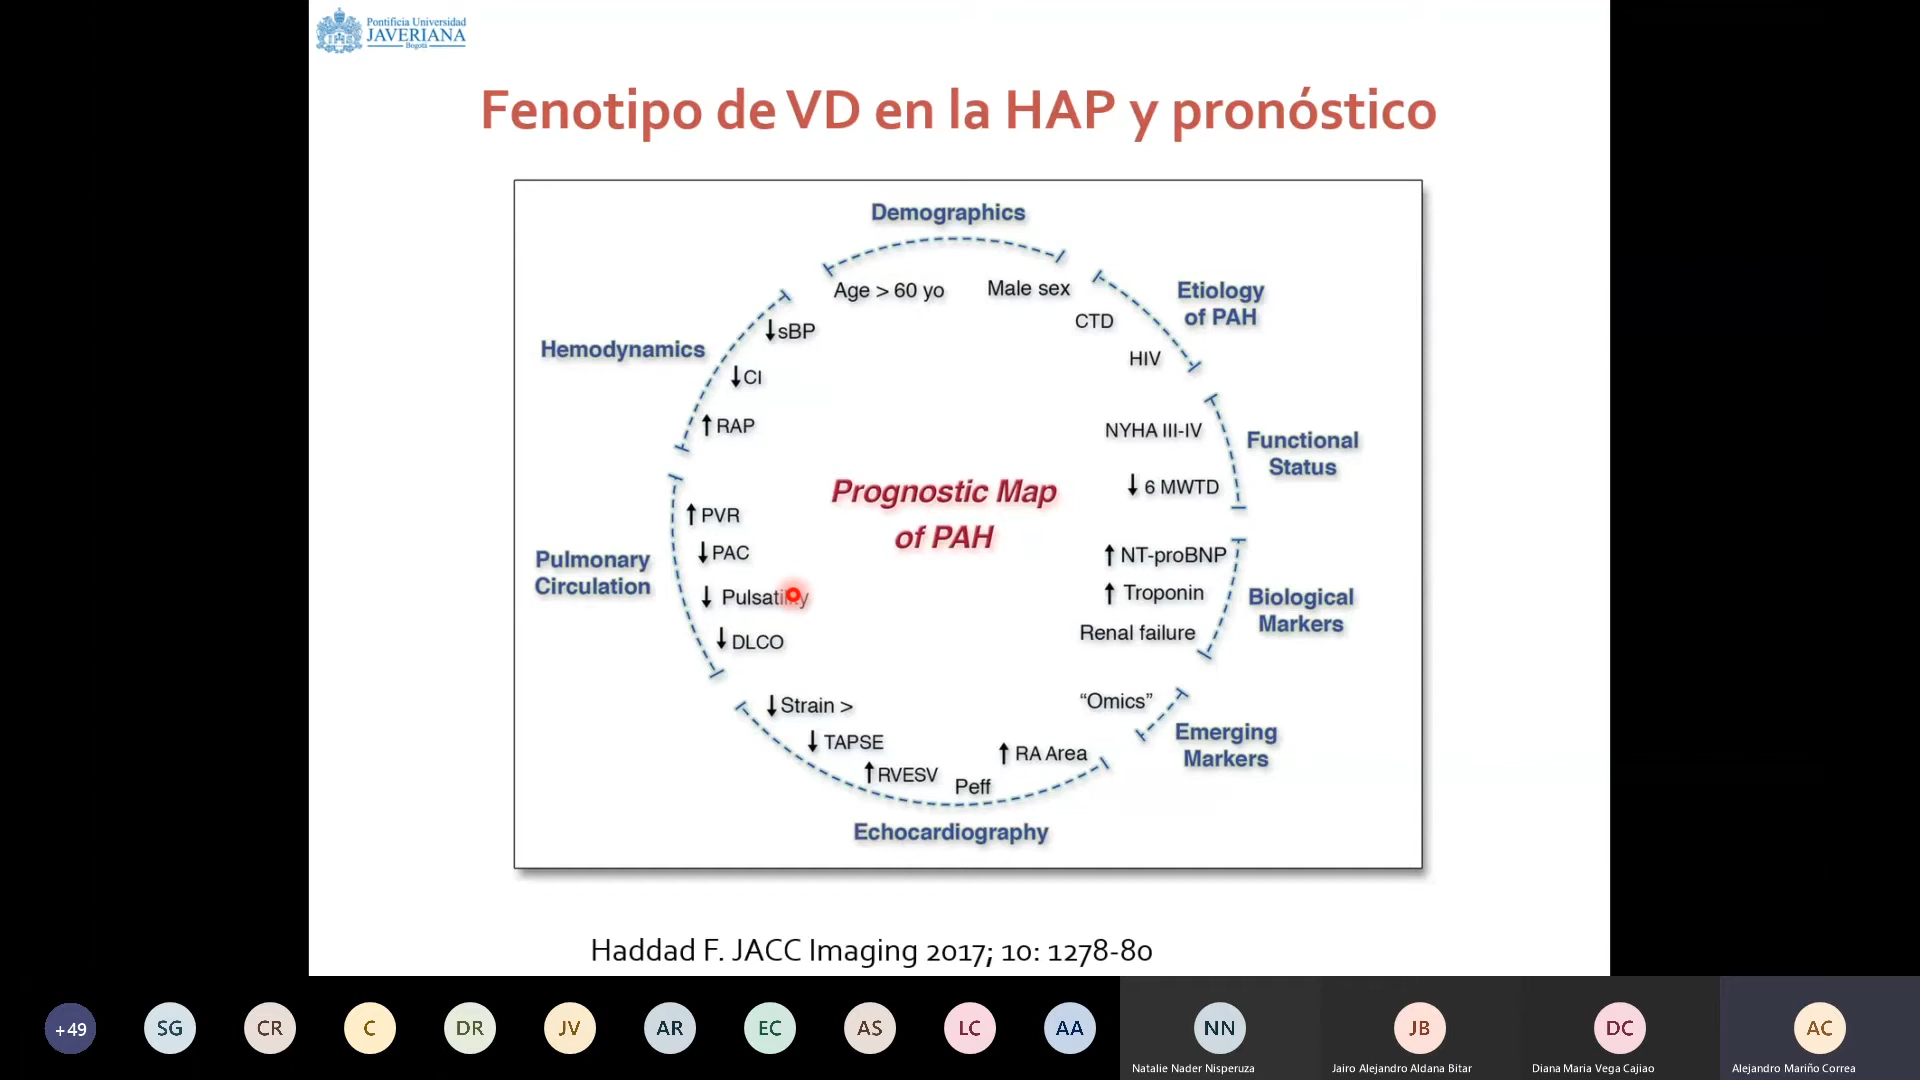 Pontificia Universidad
JAVERIANA
Bogotá
Fenotipo de VD en la HAP y pronóstico
Demographics
Age > 60 yo
Male sex
Etiology
of PAH
CTD
HIV
Functional
Status
NYHA III-IV
↓ 6 MWTD
Biological
Markers
↑ NT-proBNP
↑ Troponin
Renal failure
Emerging
Markers
“Omics”
Echocardiography
↑ RA Area
Peff
↑ RVESV
↓ TAPSE
↓ Strain >
Pulmonary
Circulation
↑ PVR
↓ PAC
↓ Pulsatility
↓ DLCO
Hemodynamics
↓ sBP
↓ CI
↑ RAP
Prognostic Map
of PAH
Haddad F. JACC Imaging 2017; 10: 1278-80
+49
SG
CR
C
DR
JV
AR
EC
AS
LC
AA
NN
Natalie Nader Nisperuza
JB
Jairo Alejandro Aldana Bitar
DC
Diana Maria Vega Cajiao
AC
Alejandro Mariño Correa